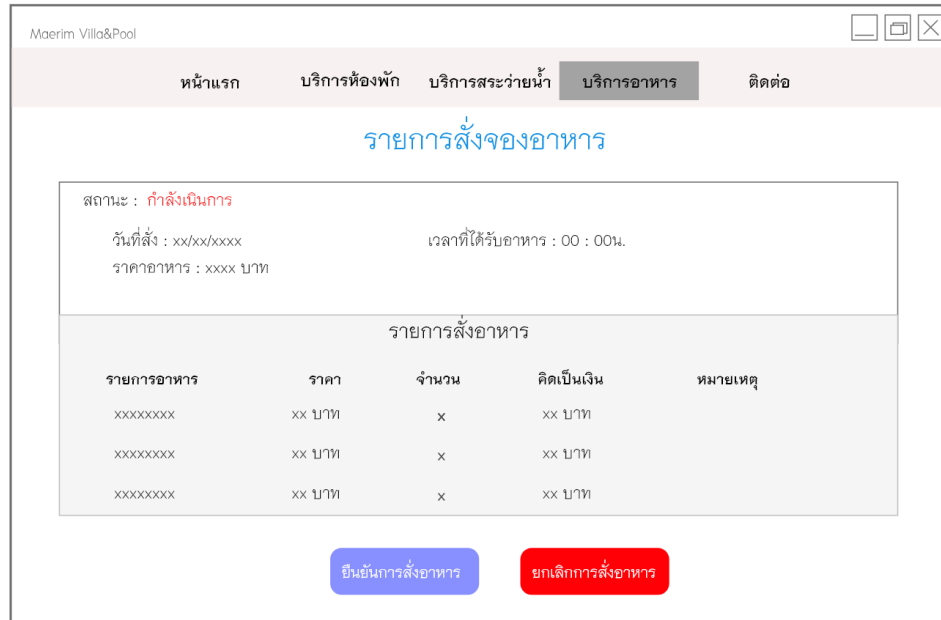 Maerim Villa&Pool
หน้าแรก บริการห้องพัก บริการสระว่ายน้ำ บริการอาหาร ติดต่อ
รายการสั่งจองอาหาร
สถานะ : กำลังเนินการ
วันที่สั่ง : xx/xx/xxxx เวลาที่ได้รับอาหาร : 00 : 00น.
ราคาอาหาร : xxxx บาท
รายการสั่งอาหาร
รายการอาหาร ราคา จำนวน คิดเป็นเงิน หมายเหตุ
xxxxxxxx xx บาท x xx บาท
xxxxxxxx xx บาท x xx บาท
xxxxxxxx xx บาท x xx บาท
ยืนยันการสั่งอาหาร ยกเลิกการสั่งอาหาร